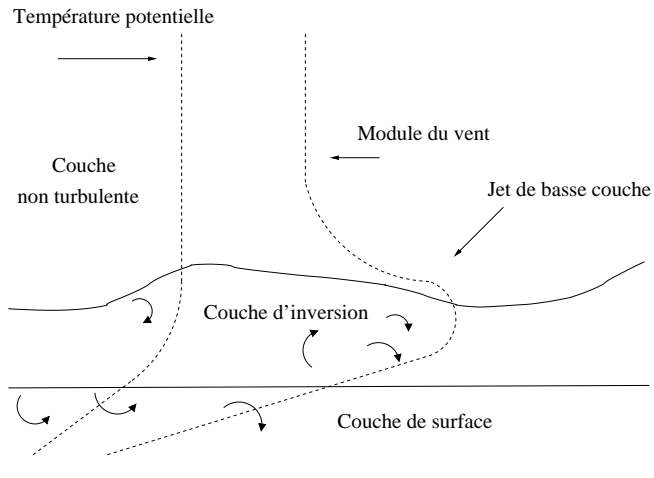 Température potentielle
Module du vent
Couche
non turbulente
Jet de basse couche
Couche d'inversion
Couche de surface